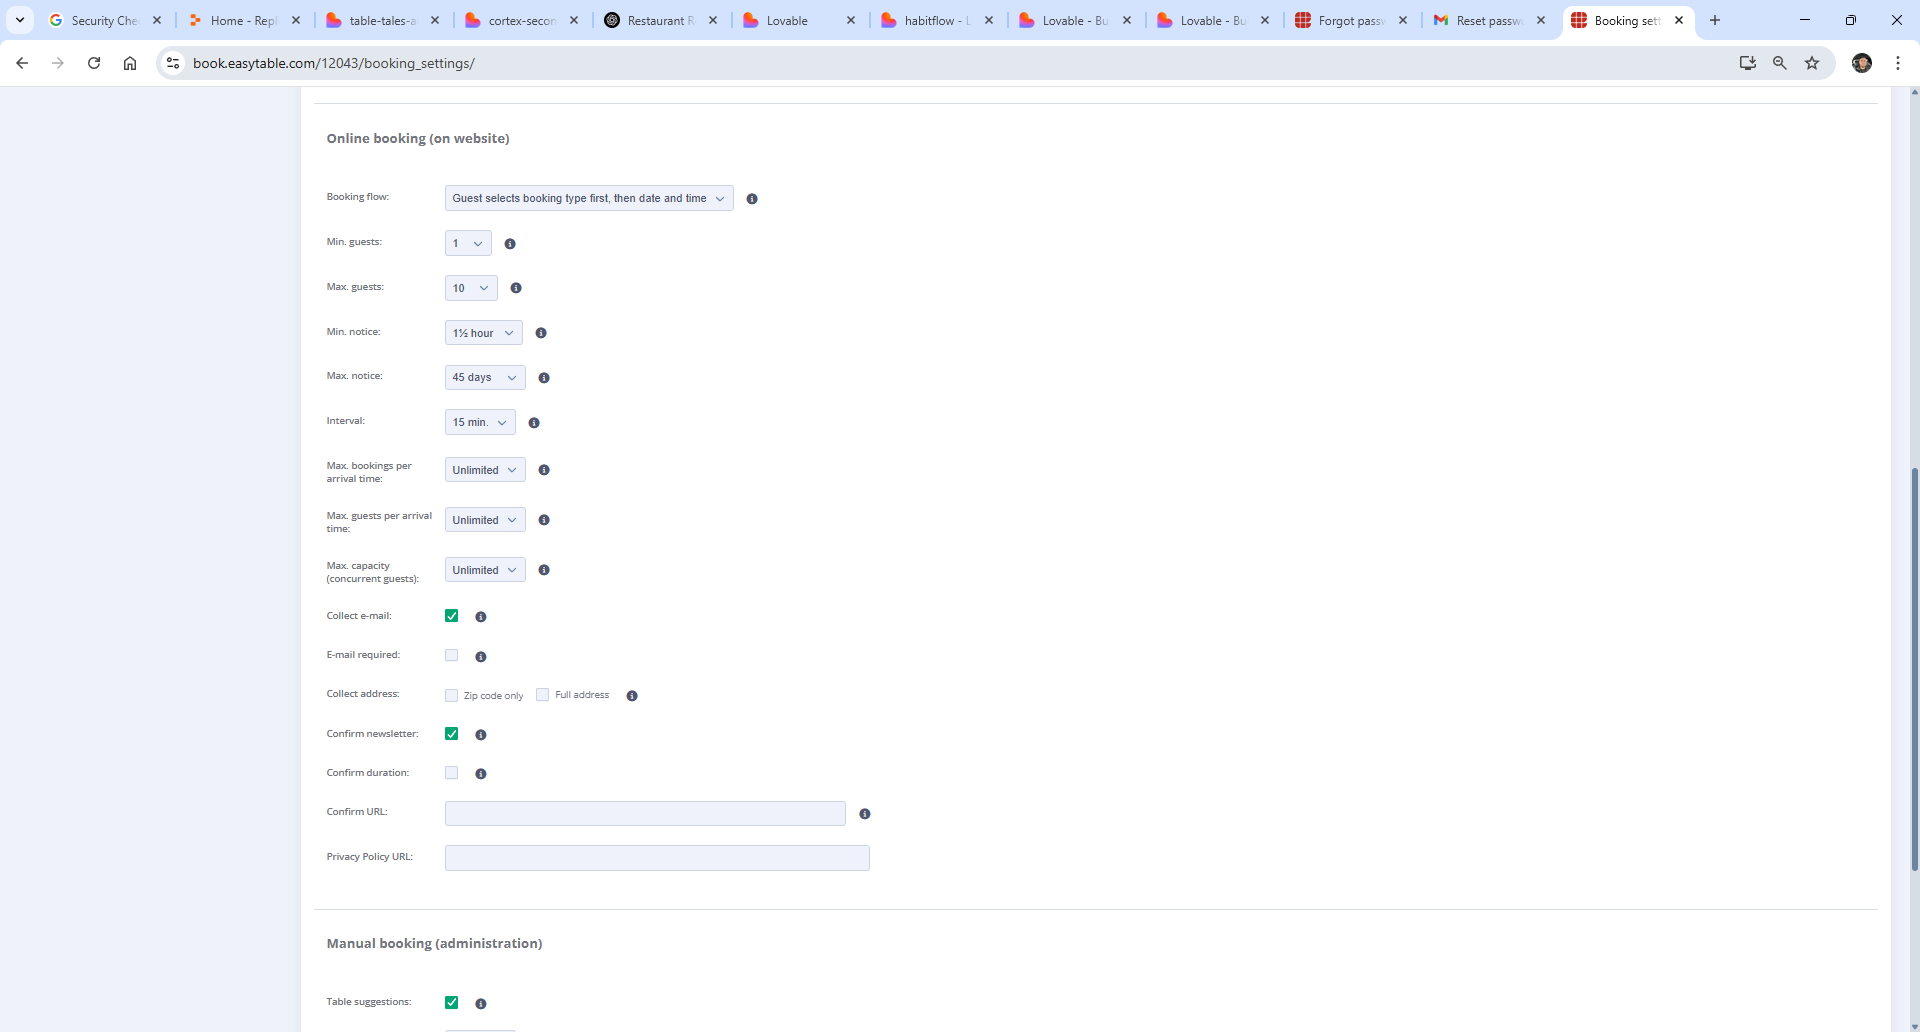 Security Che
Home - Repl
table-tales-a
cortex-secon
Restaurant R
Lovable
habitflow - L
Lovable - Bu
Lovable - Bu
Forgot passw
Reset passwo
Booking sett
book.easytable.com/12043/booking_settings/
Online booking (on website)
Booking flow: Guest selects booking type first, then date and time
Min. guests: 1
Max. guests: 10
Min. notice: 1½ hour
Max. notice: 45 days
Interval: 15 min.
Max. bookings per
arrival time: Unlimited
Max. guests per arrival
time: Unlimited
Max. capacity
(concurrent guests): Unlimited
Collect e-mail:
E-mail required:
Collect address: Zip code only Full address
Confirm newsletter:
Confirm duration:
Confirm URL:
Privacy Policy URL:
Manual booking (administration)
Table suggestions: